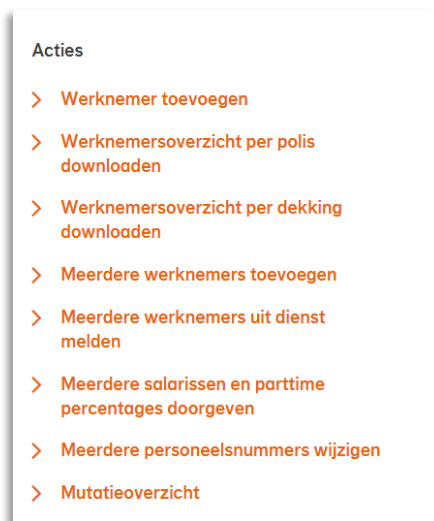 Acties
Werknemer toevoegen
Werknemersoverzicht per polis
downloaden
Werknemersoverzicht per dekking
downloaden
Meerdere werknemers toevoegen
Meerdere werknemers uit dienst
melden
Meerdere salarissen en parttime
percentages doorgeven
Meerdere personeelsnummers wijzigen
Mutatieoverzicht